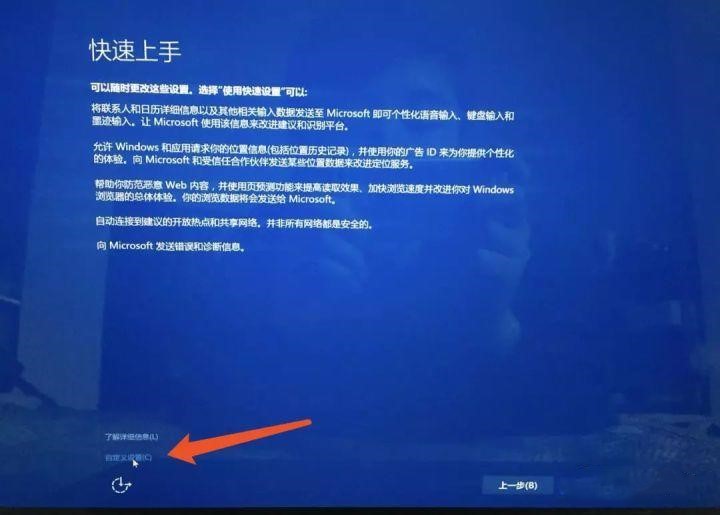 快速上手
可以随时更改这些设置。选择"使用快速设置"可以:
将联系人和日历详细信息以及其他相关输入数据发送至 Microsoft 即可个性化语音输入、键盘输入和
墨迹输入。让 Microsoft 使用该信息来改进建议和识别平台。
允许 Windows 和应用请求你的位置信息(包括位置历史记录)，并使用你的广告 ID 来为你提供个性化
的体验。向 Microsoft 和受信任合作伙伴发送某些位置数据来改进定位服务。
帮助你防范恶意 Web 内容，并使用页预测功能来提高读取效果、加快浏览速度并改进你对 Windows
浏览器的总体体验。你的浏览数据将会发送给 Microsoft。
自动连接到建议的开放热点和共享网络。并非所有网络都是安全的。
向 Microsoft 发送错误和诊断信息。
了解详细信息(L)
自定义设置(C)
上一步(B)